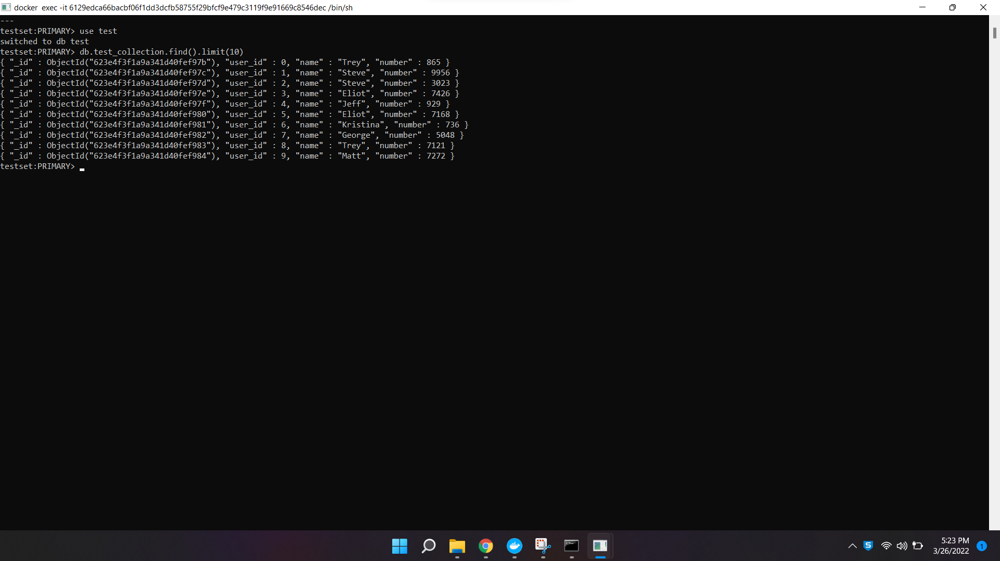 docker  exec -it 6129edca66bacbf06f1dd3dcfb58755f29bfcf9e479c3119f9e91669c8546dec /bin/sh
---
testset:PRIMARY> use test
switched to db test
testset:PRIMARY> db.test_collection.find().limit(10)
{ "_id" : ObjectId("623e4f3f1a9a341d40fef97b"), "user_id" : 0, "name" : "Trey", "number" : 865 }
{ "_id" : ObjectId("623e4f3f1a9a341d40fef97c"), "user_id" : 1, "name" : "Steve", "number" : 9956 }
{ "_id" : ObjectId("623e4f3f1a9a341d40fef97d"), "user_id" : 2, "name" : "Steve", "number" : 3023 }
{ "_id" : ObjectId("623e4f3f1a9a341d40fef97e"), "user_id" : 3, "name" : "Eliot", "number" : 7426 }
{ "_id" : ObjectId("623e4f3f1a9a341d40fef97f"), "user_id" : 4, "name" : "Jeff", "number" : 929 }
{ "_id" : ObjectId("623e4f3f1a9a341d40fef980"), "user_id" : 5, "name" : "Eliot", "number" : 7168 }
{ "_id" : ObjectId("623e4f3f1a9a341d40fef981"), "user_id" : 6, "name" : "Kristina", "number" : 736 }
{ "_id" : ObjectId("623e4f3f1a9a341d40fef982"), "user_id" : 7, "name" : "George", "number" : 5048 }
{ "_id" : ObjectId("623e4f3f1a9a341d40fef983"), "user_id" : 8, "name" : "Trey", "number" : 7121 }
{ "_id" : ObjectId("623e4f3f1a9a341d40fef984"), "user_id" : 9, "name" : "Matt", "number" : 7272 }
testset:PRIMARY>
S
5:23 PM
3/26/2022
1